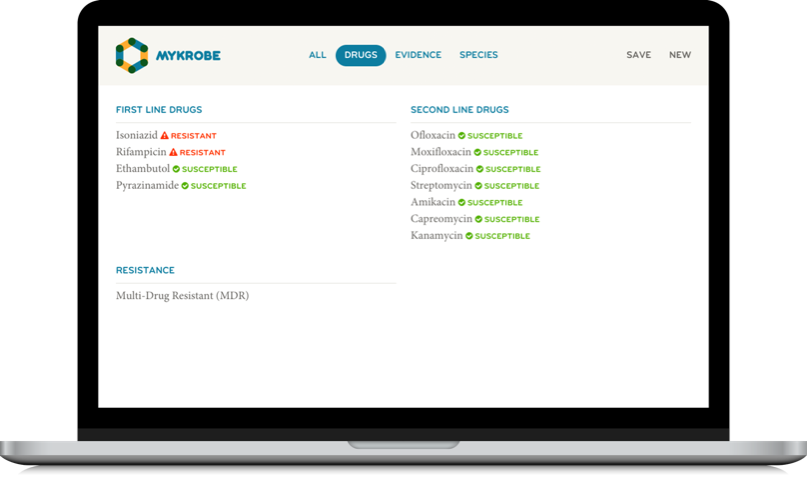 MYKROBE
ALL DRUGS EVIDENCE SPECIES
SAVE NEW
FIRST LINE DRUGS
Isoniazid RESISTANT
Rifampicin RESISTANT
Ethambutol SUSCEPTIBLE
Pyrazinamide SUSCEPTIBLE
SECOND LINE DRUGS
Ofloxacin SUSCEPTIBLE
Moxifloxacin SUSCEPTIBLE
Ciprofloxacin SUSCEPTIBLE
Streptomycin SUSCEPTIBLE
Amikacin SUSCEPTIBLE
Capreomycin SUSCEPTIBLE
Kanamycin SUSCEPTIBLE
RESISTANCE
Multi-Drug Resistant (MDR)